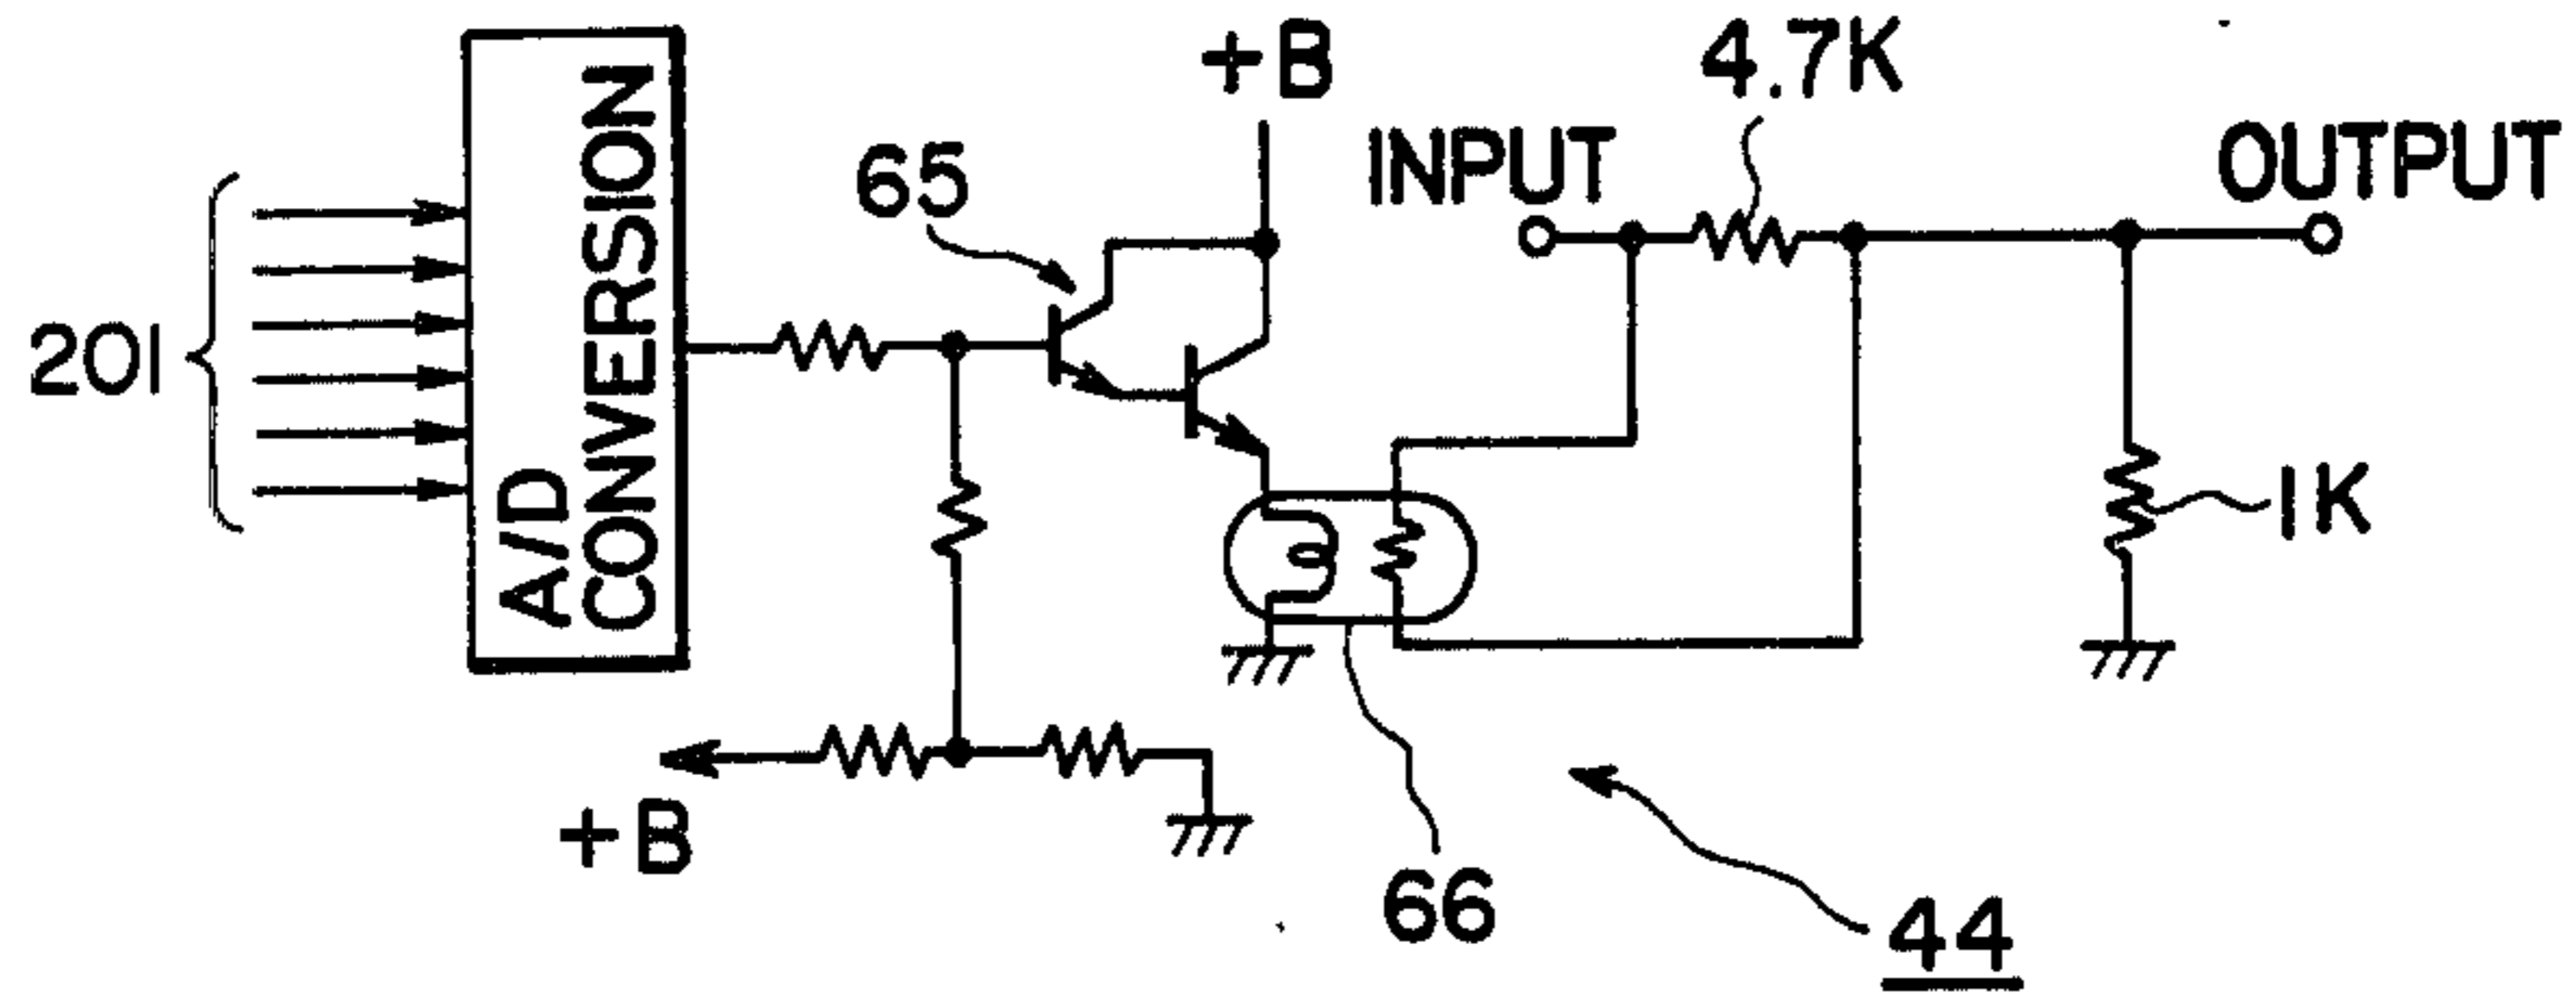 +B
4.7K
INPUT
OUTPUT
65
201
A/D
CONVERSION
1K
+B
66
44